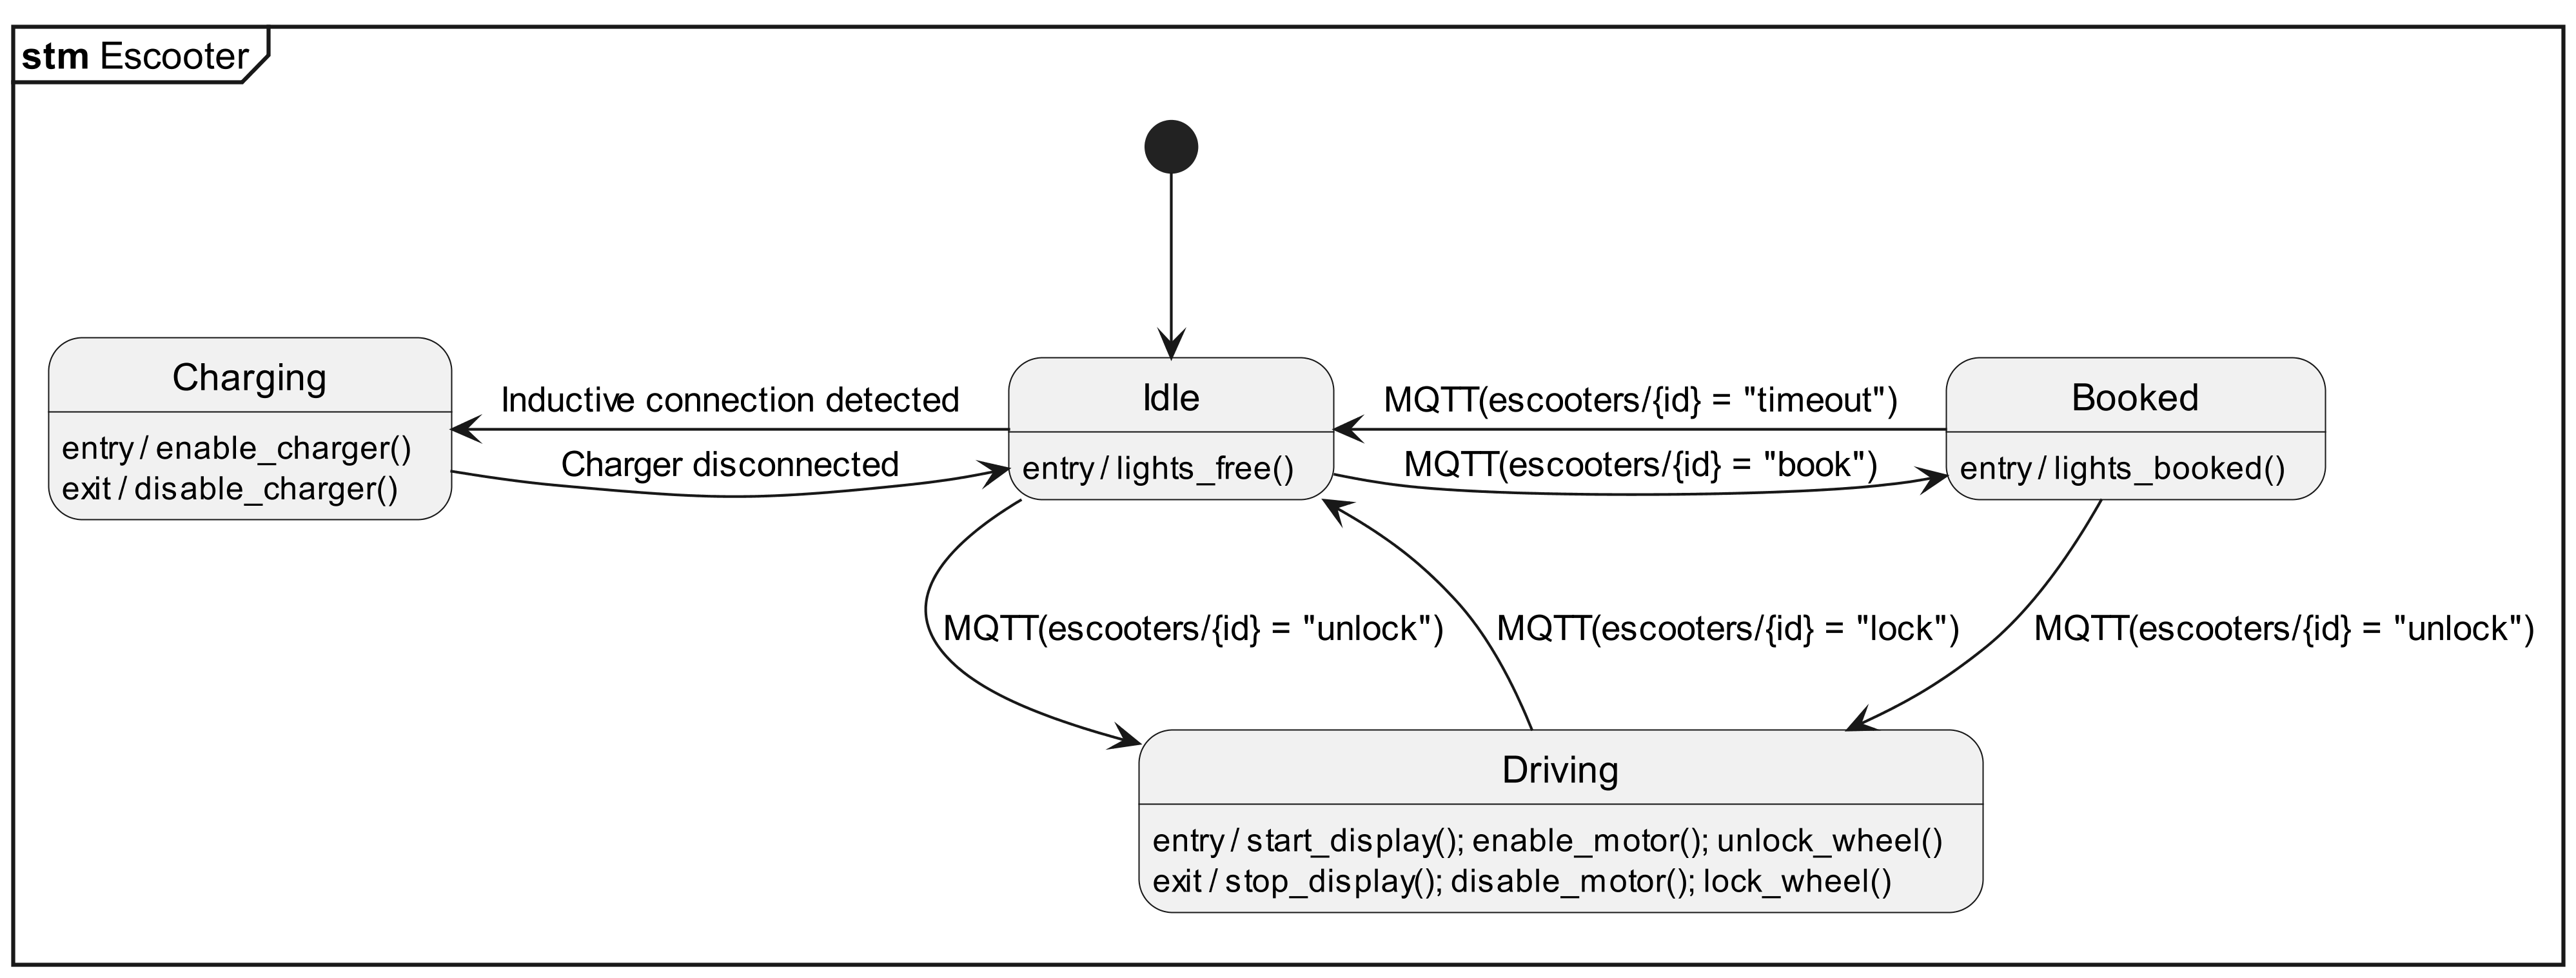 stm Escooter
Charging
entry / enable_charger()
exit / disable_charger()
Inductive connection detected
Charger disconnected
Idle
entry / lights_free()
MQTT(escooters/{id} = "timeout")
MQTT(escooters/{id} = "book")
Booked
entry / lights_booked()
MQTT(escooters/{id} = "unlock")
MQTT(escooters/{id} = "lock")
MQTT(escooters/{id} = "unlock")
Driving
entry / start_display(); enable_motor(); unlock_wheel()
exit / stop_display(); disable_motor(); lock_wheel()